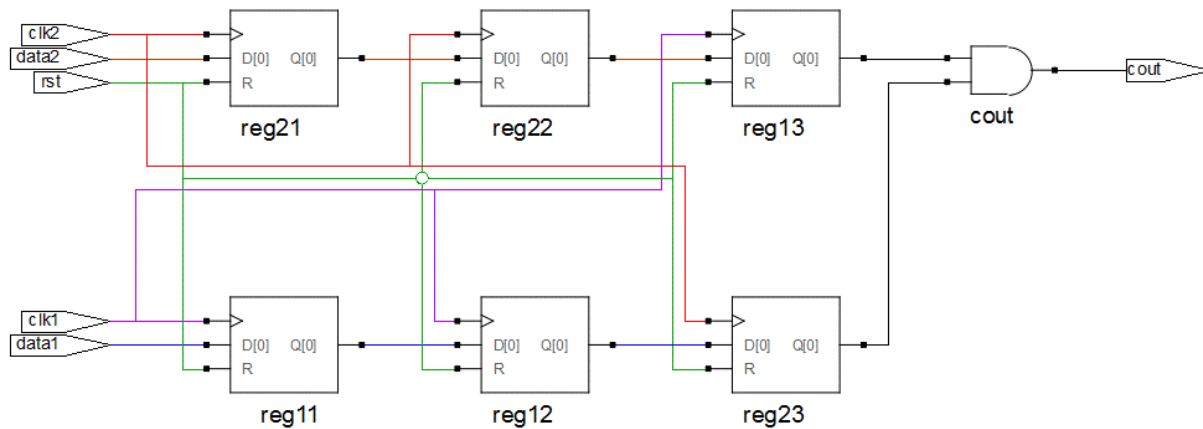 clk2
data2
rst
D[0] Q[0]
R
reg21
D[0] Q[0]
R
reg22
D[0] Q[0]
R
reg13
cout
cout
clk1
data1
D[0] Q[0]
R
reg11
D[0] Q[0]
R
reg12
D[0] Q[0]
R
reg23